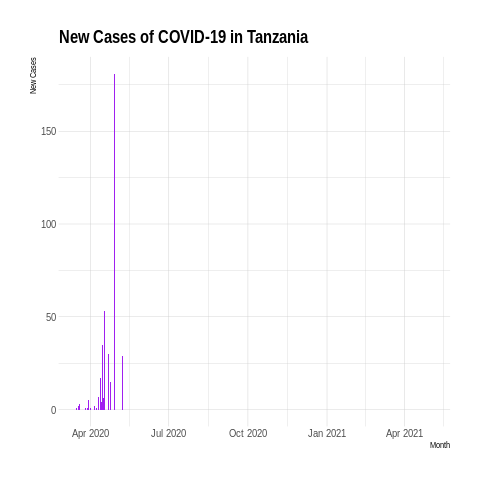 New Cases of COVID-19 in Tanzania
New Cases
150
100
50
0
Apr 2020 Jul 2020 Oct 2020 Jan 2021 Apr 2021
Month